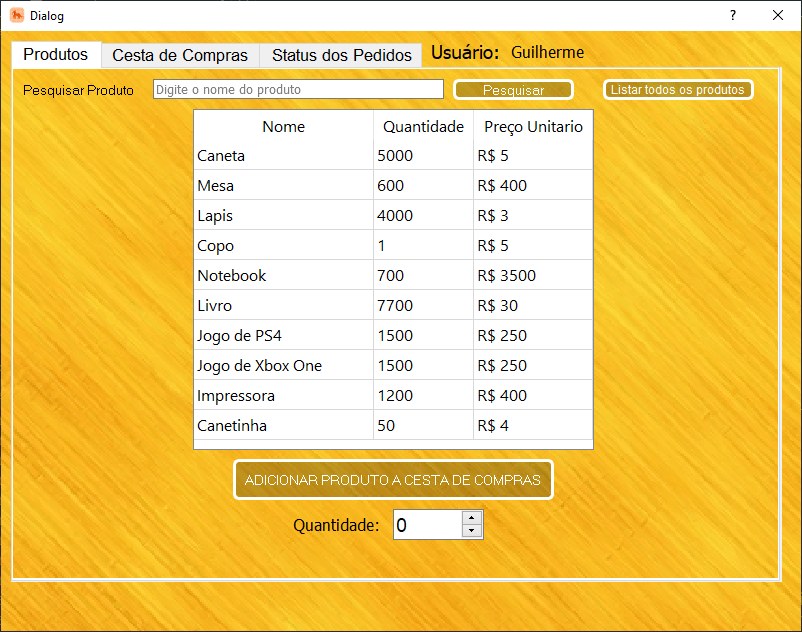 Dialog ?
Produtos Cesta de Compras Status dos Pedidos Usuário: Guilherme
Pesquisar Produto Digite o nome do produto Pesquisar Listar todos os produtos
Nome Quantidade Preço Unitario
Caneta 5000 R$ 5
Mesa 600 R$ 400
Lapis 4000 R$ 3
Copo 1 R$ 5
Notebook 700 R$ 3500
Livro 7700 R$ 30
Jogo de PS4 1500 R$ 250
Jogo de Xbox One 1500 R$ 250
Impressora 1200 R$ 400
Canetinha 50 R$ 4
ADICIONAR PRODUTO A CESTA DE COMPRAS
Quantidade: 0